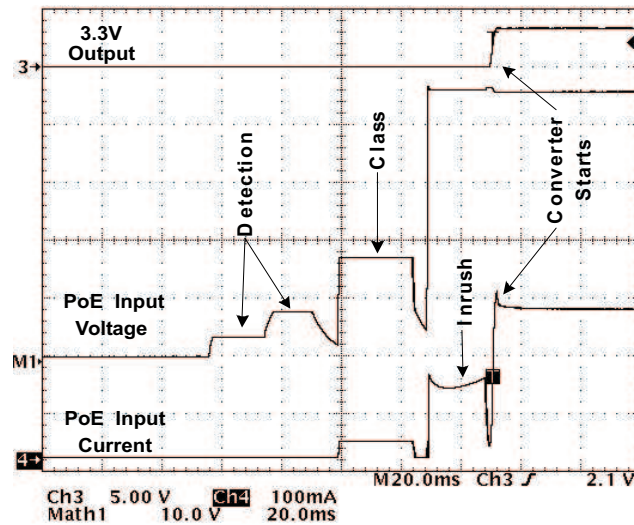 3.3V
Output
3
Detection
Class
Converter
Starts
PoE Input
Voltage
Inrush
M1
T
PoE Input
Current
4
M20.0ms Ch3 2.1 V
Ch3 5.00 V Ch4 100mA
Math1 10.0 V 20.0ms